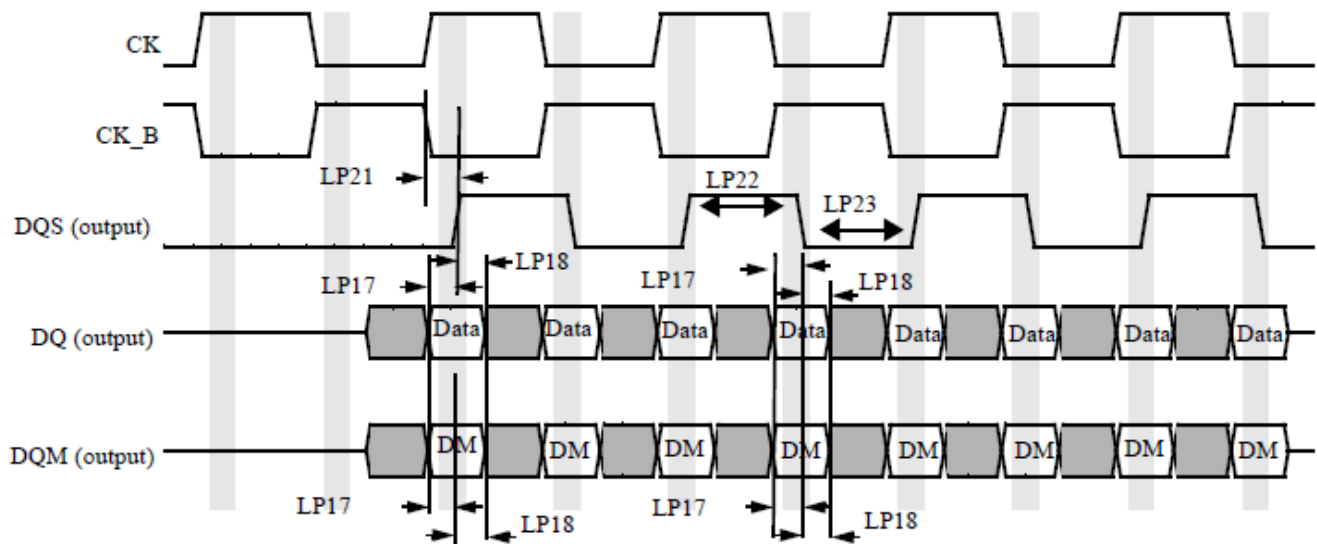 CK
CK_B
LP21
LP22
DQS (output)
LP23
LP17
LP18
LP17
LP18
DQ (output)
Data
Data
Data
Data
Data
Data
Data
Data
DQM (output)
DM
DM
DM
DM
DM
DM
DM
DM
LP17
LP18
LP17
LP18